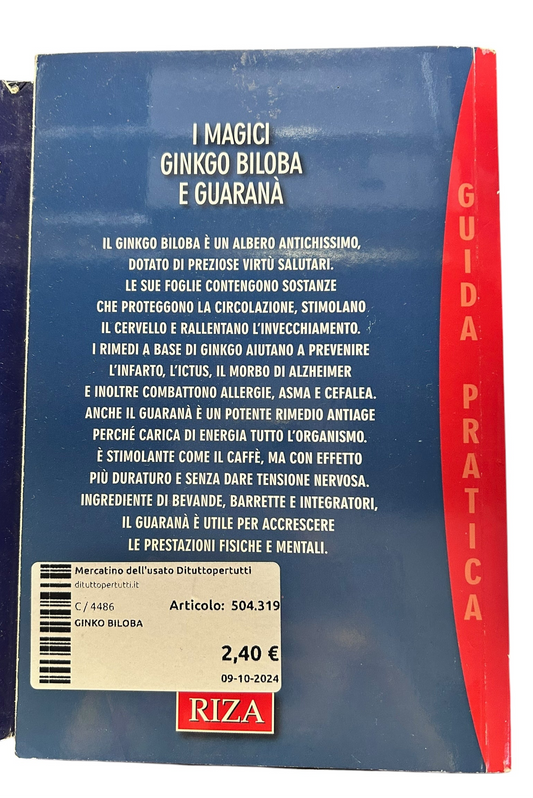 I MAGICI
GINKGO BILOBA
E GUARANÀ
IL GINKGO BILOBA È UN ALBERO ANTICHISSIMO,
DOTATO DI PREZIOSE VIRTÙ SALUTARI.
LE SUE FOGLIE CONTENGONO SOSTANZE
CHE PROTEGGONO LA CIRCOLAZIONE, STIMOLANO
IL CERVELLO E RALLENTANO L'INVECCHIAMENTO.
I RIMEDI A BASE DI GINKGO AIUTANO A PREVENIRE
L'INFARTO, L'ICTUS, IL MORBO DI ALZHEIMER
E INOLTRE COMBATTONO ALLERGIE, ASMA E CEFALEA.
ANCHE IL GUARANÀ È UN POTENTE RIMEDIO ANTIAGE
PERCHÉ CARICA DI ENERGIA TUTTO L'ORGANISMO.
È STIMOLANTE COME IL CAFFÈ, MA CON EFFETTO
PIÙ DURATURO E SENZA DARE TENSIONE NERVOSA.
INGREDIENTE DI BEVANDE, BARRETTE E INTEGRATORI,
IL GUARANÀ È UTILE PER ACCRESCERE
LE PRESTAZIONI FISICHE E MENTALI.
Mercatino dell'usato Dituttopertutti
dituttopertutti.it
C / 4486 Articolo: 504.319
GINKO BILOBA
2,40 €
09-10-2024
RIZA
GUIDA PRATICA